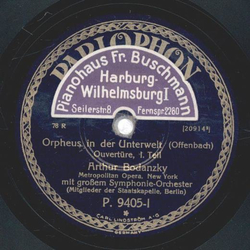 PARLOPHON
Pianohaus Fr. Buschmann
Harburg-
Wilhelmsburg I
Seilerstr 8 Fernspr. 2260
78 R
[20914²]
Orpheus in der Unterwelt (Offenbach)
Ouvertüre, 1. Teil
Arthur Bodanzky
Metropolitan Opera, New York
mit großem Symphonie-Orchester
(Mitglieder der Staatskapelle, Berlin)
P. 9405-I
CARL LINDSTRÖM A.-G.